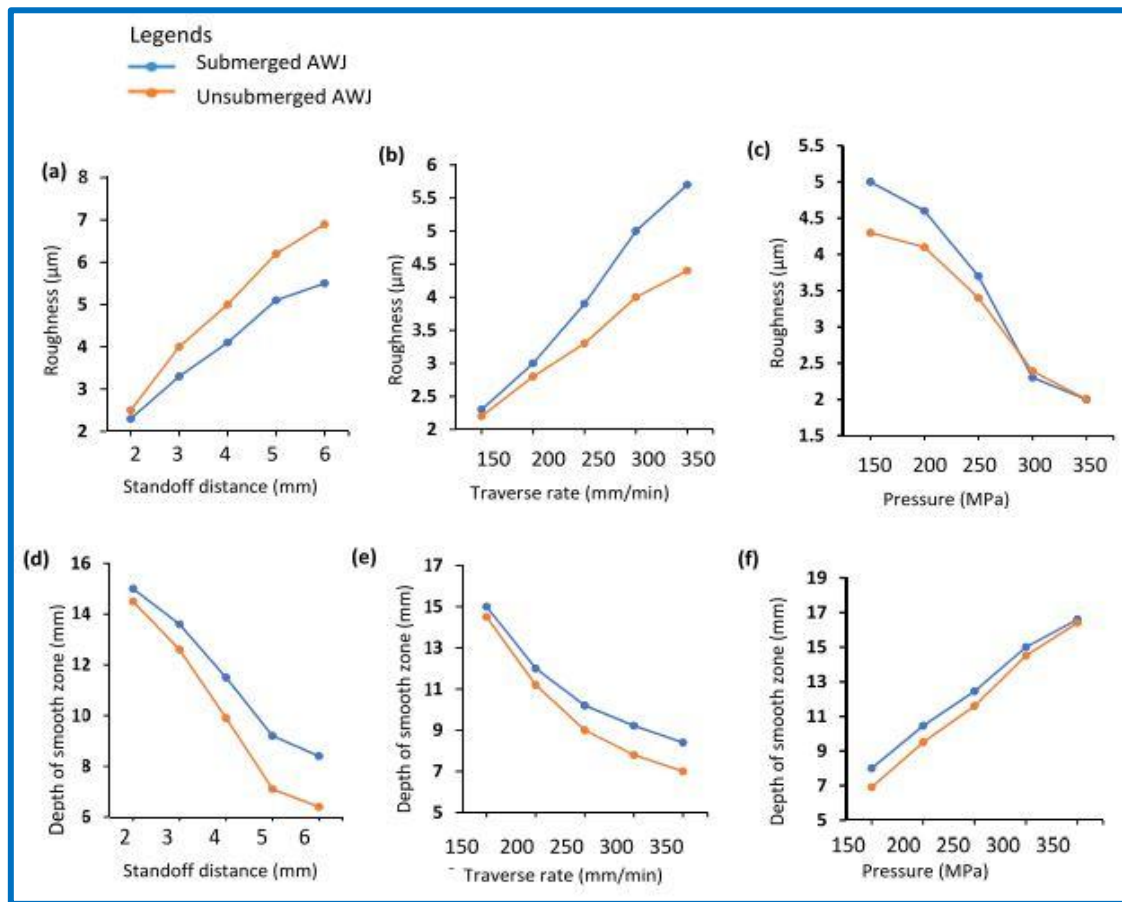 Legends
Submerged AWJ
Unsubmerged AWJ
(a)
8
7
6
5
4
3
2
Roughness (µm)
2 3 4 5 6
Standoff distance (mm)
(b)
6
5.5
5
4.5
4
3.5
3
2.5
2
Roughness (µm)
150 200 250 300 350
Traverse rate (mm/min)
(c)
5.5
5
4.5
4
3.5
3
2.5
2
1.5
Roughness (µm)
150 200 250 300 350
Pressure (MPa)
(d)
16
14
12
10
8
6
Depth of smooth zone (mm)
2 3 4 5 6
Standoff distance (mm)
(e)
17
15
13
11
9
7
5
Depth of smooth zone (mm)
150 200 250 300 350
Traverse rate (mm/min)
(f)
19
17
15
13
11
9
7
5
Depth of smooth zone (mm)
150 200 250 300 350
Pressure (MPa)